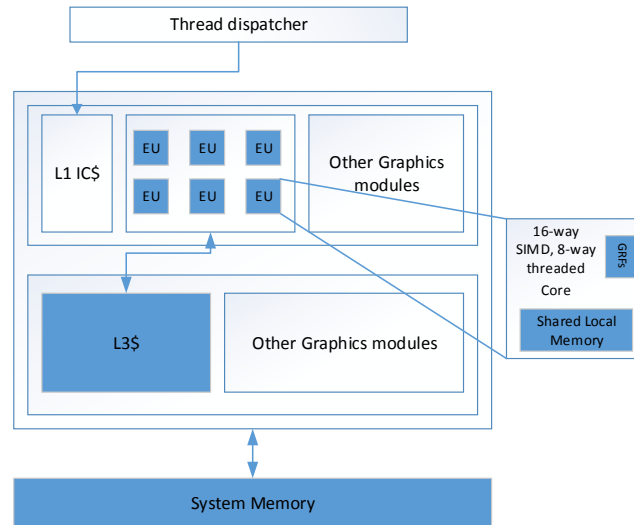 Thread dispatcher
L1 IC$
EU EU EU
EU EU EU
Other Graphics
modules
16-way
SIMD, 8-way
threaded
Core
GRFs
Shared Local
Memory
L3$
Other Graphics modules
System Memory